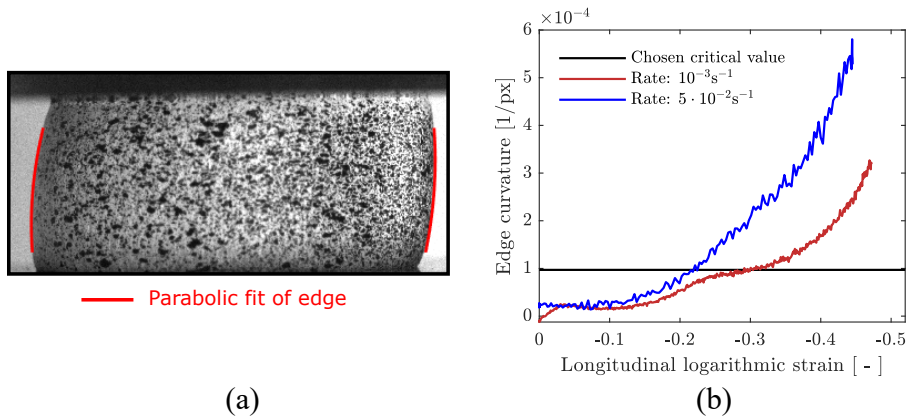 Parabolic fit of edge
(a)
×10⁻⁴
Edge curvature [1/px]
6
5
4
3
2
1
0
Chosen critical value
Rate: 10⁻³s⁻¹
Rate: 5 · 10⁻²s⁻¹
0 -0.1 -0.2 -0.3 -0.4 -0.5
Longitudinal logarithmic strain [ - ]
(b)